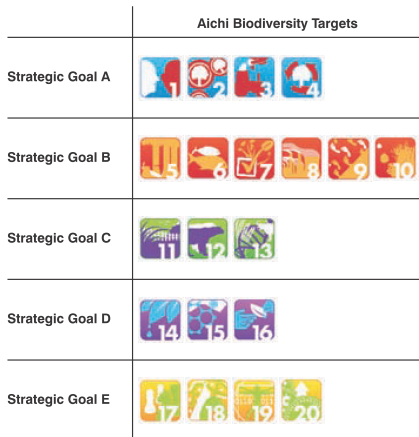 Aichi Biodiversity Targets
Strategic Goal A
1 2 3 4
Strategic Goal B
5 6 7 8 9 10
Strategic Goal C
11 12 13
Strategic Goal D
14 15 16
Strategic Goal E
17 18 19 20